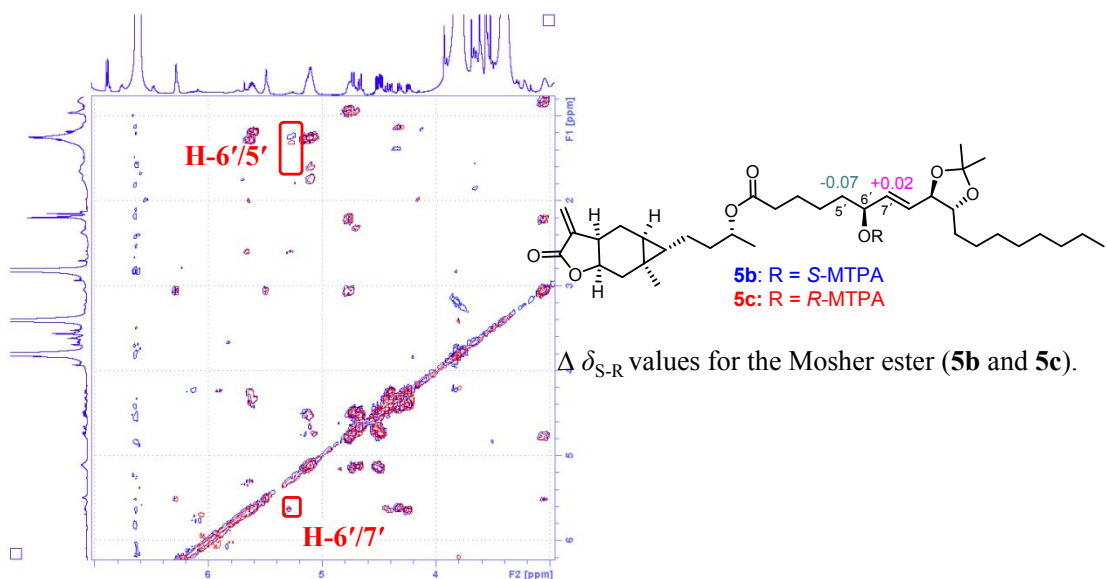 H-6′/5′
H-6′/7′
F1 [ppm]
2
3
4
5
6
6
5
4
F2 [ppm]
-0.07
+0.02
5′
6′
7′
OR
O
O
O
O
O
O
H
H
H
H
5b: R = S-MTPA
5c: R = R-MTPA
Δ δS-R values for the Mosher ester (5b and 5c).